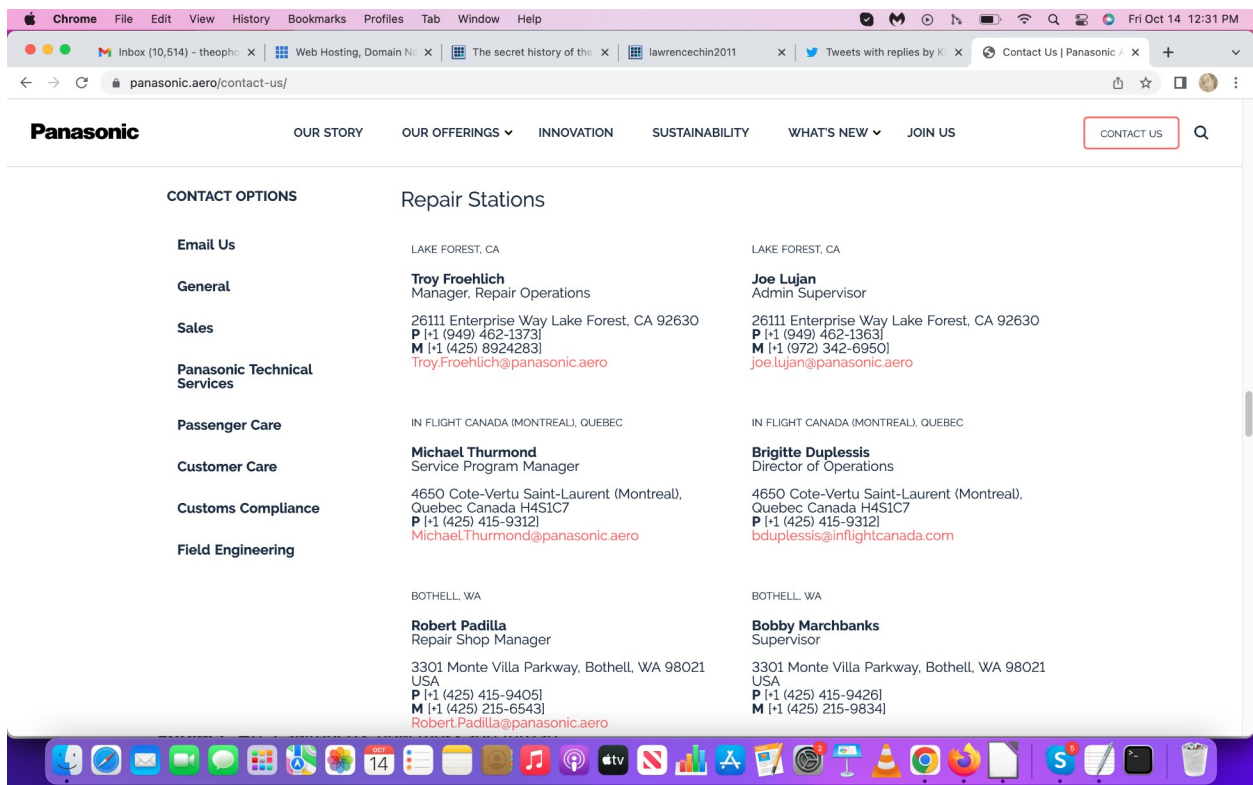 Chrome File Edit View History Bookmarks Profiles Tab Window Help Fri Oct 14 12:31 PM
Inbox (10,514) - theopho Web Hosting, Domain Na The secret history of the lawrencechin2011 Tweets with replies by Ki Contact Us | Panasonic A
panasonic.aero/contact-us/
Panasonic OUR STORY OUR OFFERINGS INNOVATION SUSTAINABILITY WHAT'S NEW JOIN US CONTACT US
CONTACT OPTIONS
Email Us
General
Sales
Panasonic Technical
Services
Passenger Care
Customer Care
Customs Compliance
Field Engineering
Repair Stations
LAKE FOREST, CA
Troy Froehlich
Manager, Repair Operations
26111 Enterprise Way Lake Forest, CA 92630
P [+1 (949) 462-1373]
M [+1 (425) 8924283]
Troy.Froehlich@panasonic.aero
LAKE FOREST, CA
Joe Lujan
Admin Supervisor
26111 Enterprise Way Lake Forest, CA 92630
P [+1 (949) 462-1363]
M [+1 (972) 342-6950]
joe.lujan@panasonic.aero
IN FLIGHT CANADA (MONTREAL), QUEBEC
Michael Thurmond
Service Program Manager
4650 Cote-Vertu Saint-Laurent (Montreal),
Quebec Canada H4S1C7
P [+1 (425) 415-9312]
Michael.Thurmond@panasonic.aero
IN FLIGHT CANADA (MONTREAL), QUEBEC
Brigitte Duplessis
Director of Operations
4650 Cote-Vertu Saint-Laurent (Montreal),
Quebec Canada H4S1C7
P [+1 (425) 415-9312]
bduplessis@inflightcanada.com
BOTHELL, WA
Robert Padilla
Repair Shop Manager
3301 Monte Villa Parkway, Bothell, WA 98021
USA
P [+1 (425) 415-9405]
M [+1 (425) 215-6543]
Robert.Padilla@panasonic.aero
BOTHELL, WA
Bobby Marchbanks
Supervisor
3301 Monte Villa Parkway, Bothell, WA 98021
USA
P [+1 (425) 415-9426]
M [+1 (425) 215-9834]
OCT
14
tv
2
6